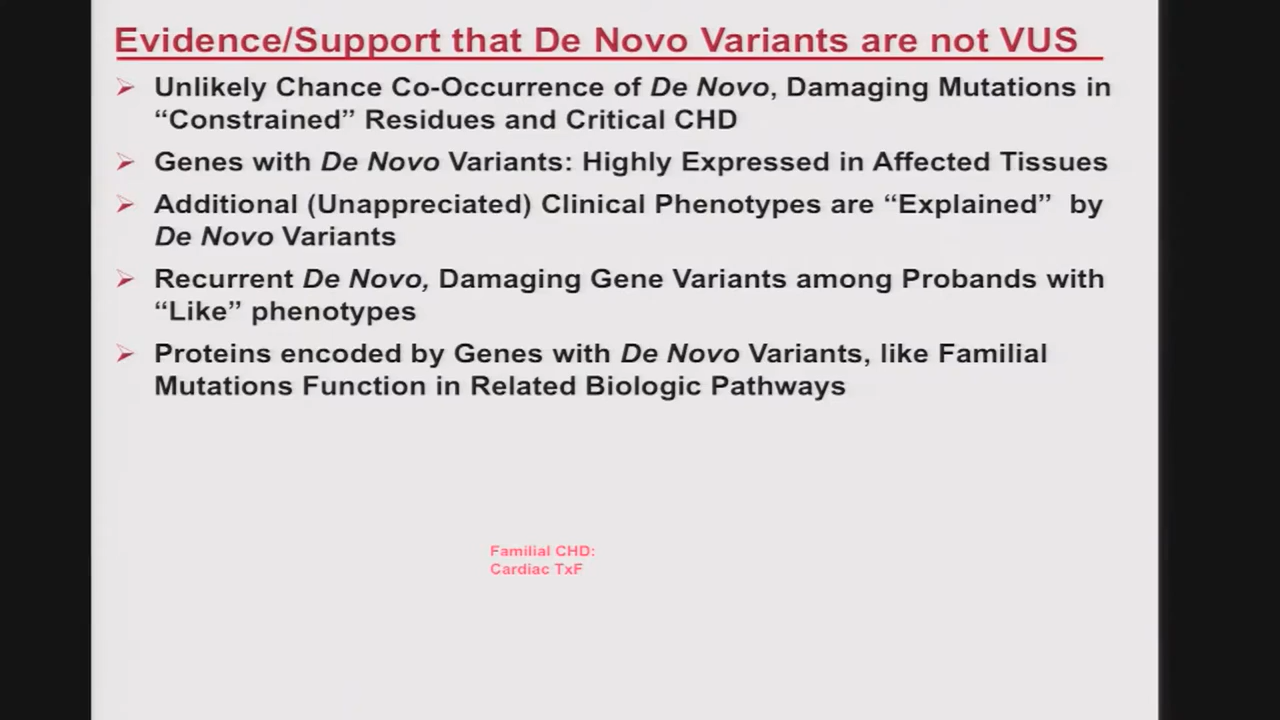 Evidence/Support that De Novo Variants are not VUS
➢ Unlikely Chance Co-Occurrence of De Novo, Damaging Mutations in
“Constrained” Residues and Critical CHD
➢ Genes with De Novo Variants: Highly Expressed in Affected Tissues
➢ Additional (Unappreciated) Clinical Phenotypes are “Explained” by
De Novo Variants
➢ Recurrent De Novo, Damaging Gene Variants among Probands with
“Like” phenotypes
➢ Proteins encoded by Genes with De Novo Variants, like Familial
Mutations Function in Related Biologic Pathways
Familial CHD:
Cardiac TxF